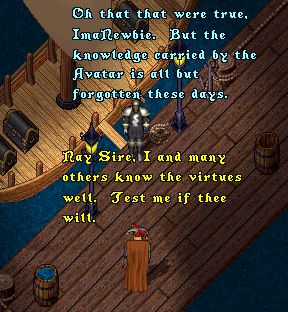 Oh that that were true,
ImaNewbie.  But the
knowledge carried by the
Avatar is all but
forgotten these days.
Nay Sire, I and many
others know the virtues
well.  Test me if thee
will.